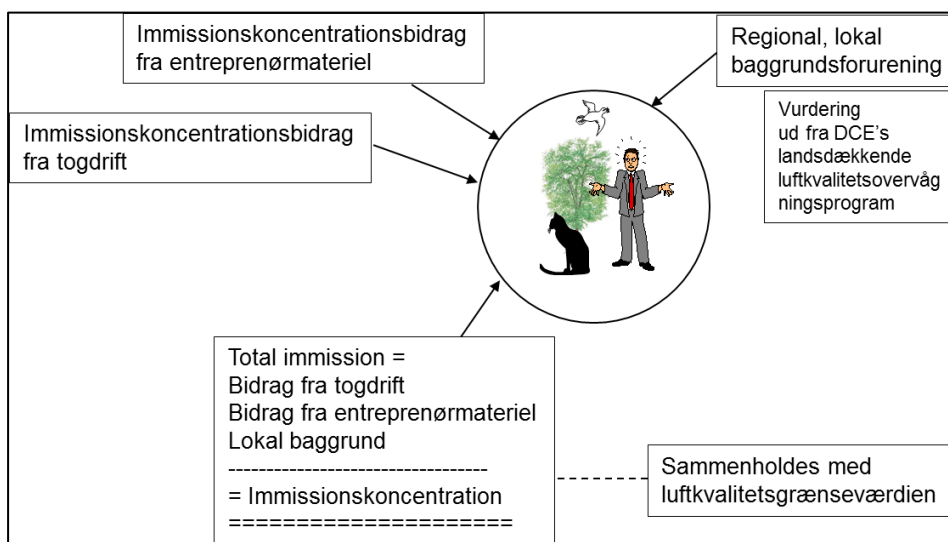 Immissionskoncentrationsbidrag
fra entreprenørmateriel
Regional, lokal
baggrundsforurening
Immissionskoncentrationsbidrag
fra togdrift
Vurdering
ud fra DCE's
landsdækkende
luftkvalitetsovervåg
ningsprogram
Total immission =
Bidrag fra togdrift
Bidrag fra entreprenørmateriel
Lokal baggrund
----------------------------------
= Immissionskoncentration
=====================
Sammenholdes med
luftkvalitetsgrænseværdien